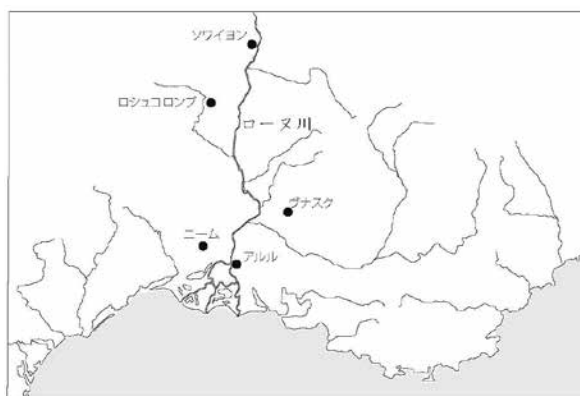 ソワイヨン
ロシュコロンブ
ローヌ川
ヴナスク
ニーム
アルル